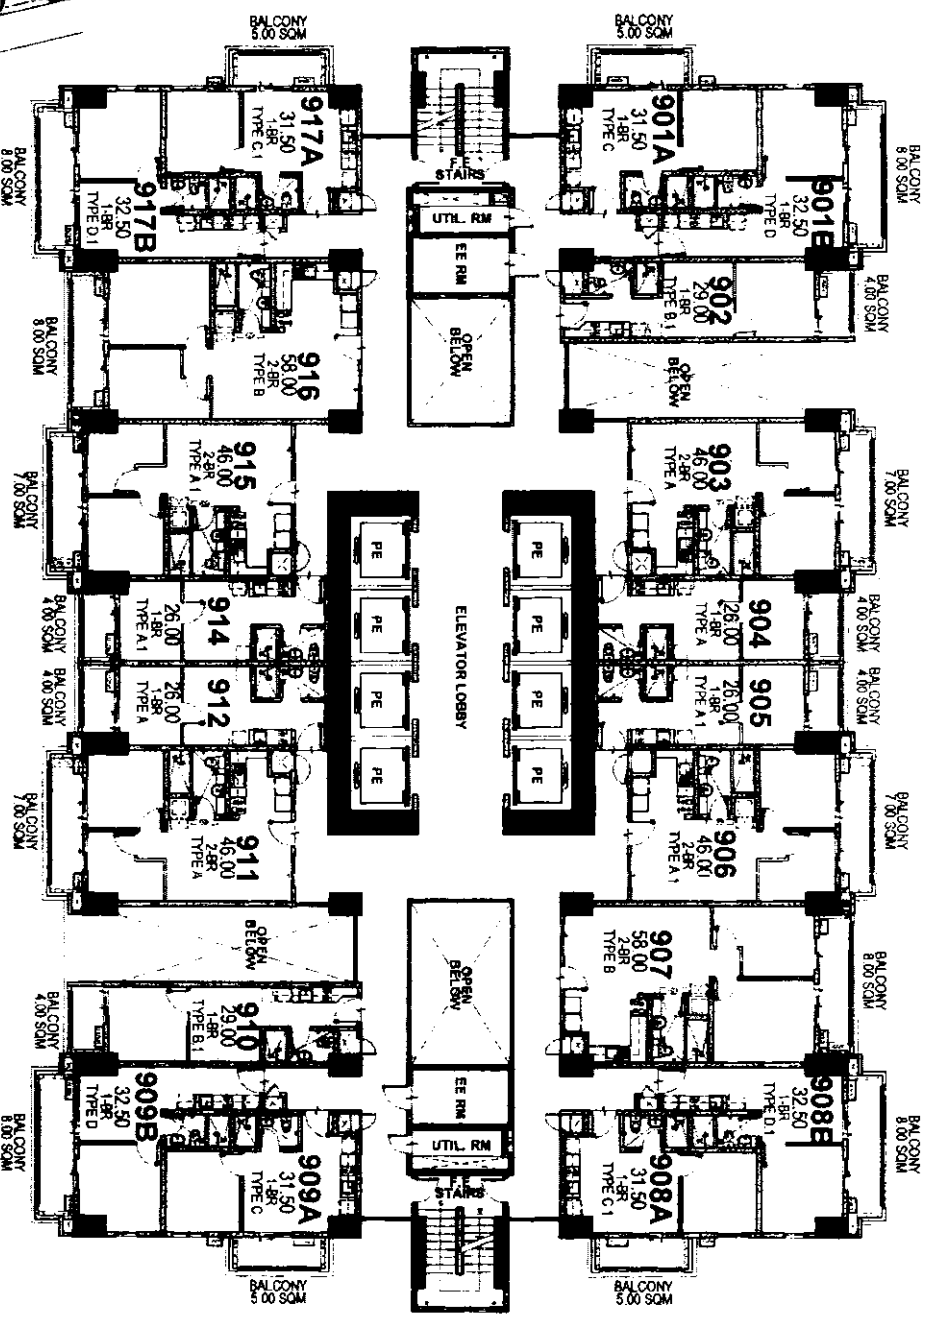 BALCONY
5.00 SQM
BALCONY
5.00 SQM
BALCONY
8.00 SQM
917B
32.50
1-BR
TYPE D.1
917A
31.50
1-BR
TYPE C.1
F.E.
STAIRS
901A
31.50
1-BR
TYPE C
901B
32.50
1-BR
TYPE D
BALCONY
8.00 SQM
UTIL. RM
EE RM
BALCONY
8.00 SQM
916
58.00
2-BR
TYPE B
OPEN
BELOW
902
29.00
1-BR
TYPE B.1
BALCONY
4.00 SQM
OPEN
BELOW
BALCONY
7.00 SQM
915
46.00
2-BR
TYPE A.1
903
46.00
2-BR
TYPE A
BALCONY
7.00 SQM
PE
PE
BALCONY
4.00 SQM
914
26.00
1-BR
TYPE A.1
PE
ELEVATOR LOBBY
PE
904
26.00
1-BR
TYPE A
BALCONY
4.00 SQM
BALCONY
4.00 SQM
912
26.00
1-BR
TYPE A
PE
PE
905
26.00
1-BR
TYPE A.1
BALCONY
4.00 SQM
PE
PE
BALCONY
7.00 SQM
911
46.00
2-BR
TYPE A
906
46.00
2-BR
TYPE A.1
BALCONY
7.00 SQM
OPEN
BELOW
OPEN
BELOW
907
58.00
2-BR
TYPE B
BALCONY
8.00 SQM
BALCONY
4.00 SQM
910
29.00
1-BR
TYPE B.1
EE RM
UTIL. RM
BALCONY
8.00 SQM
909B
32.50
1-BR
TYPE D
909A
31.50
1-BR
TYPE C
F.E.
STAIRS
908A
31.50
1-BR
TYPE C.1
908B
32.50
1-BR
TYPE D.1
BALCONY
8.00 SQM
BALCONY
5.00 SQM
BALCONY
5.00 SQM